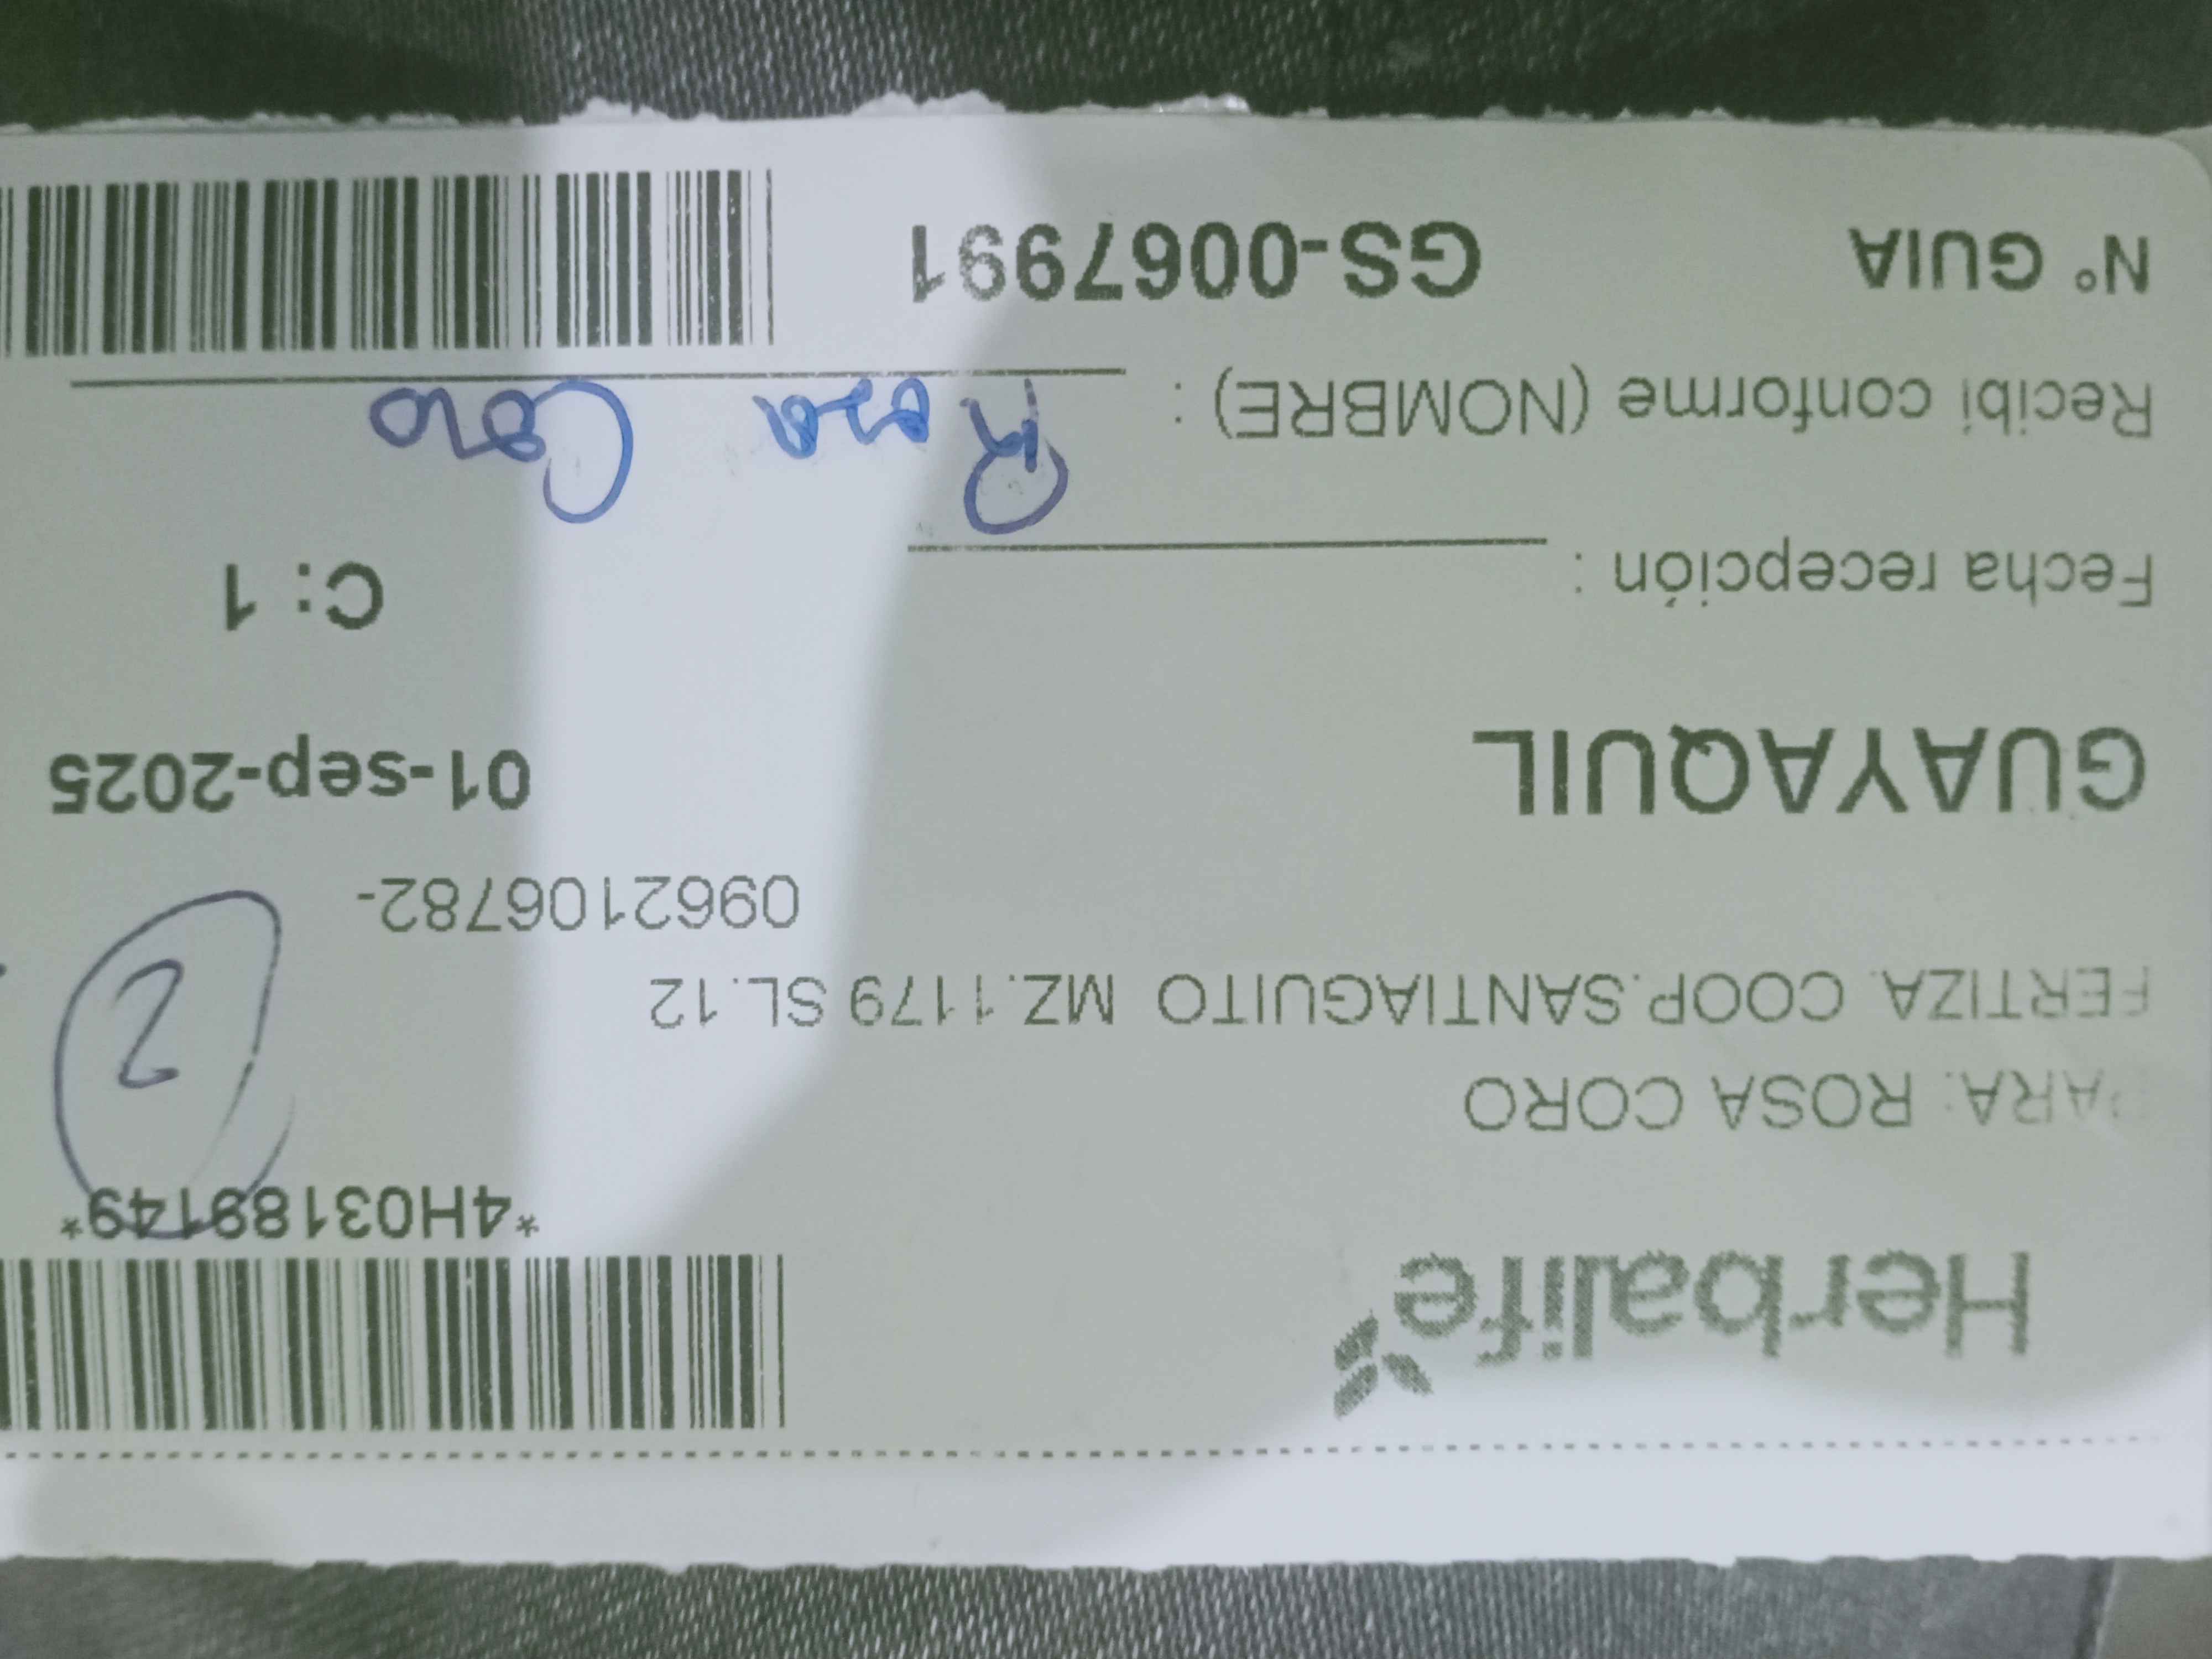 Herbalife
*4H03189149*
PARA: ROSA CORO
FERTIZA. COOP.SANTIAGUITO MZ.1179 SL.12
0962106782-
2
GUAYAQUIL 01-sep-2025
C: 1
Fecha recepción :
Recibí conforme (NOMBRE) : Rosa Coro
N° GUIA GS-0067991